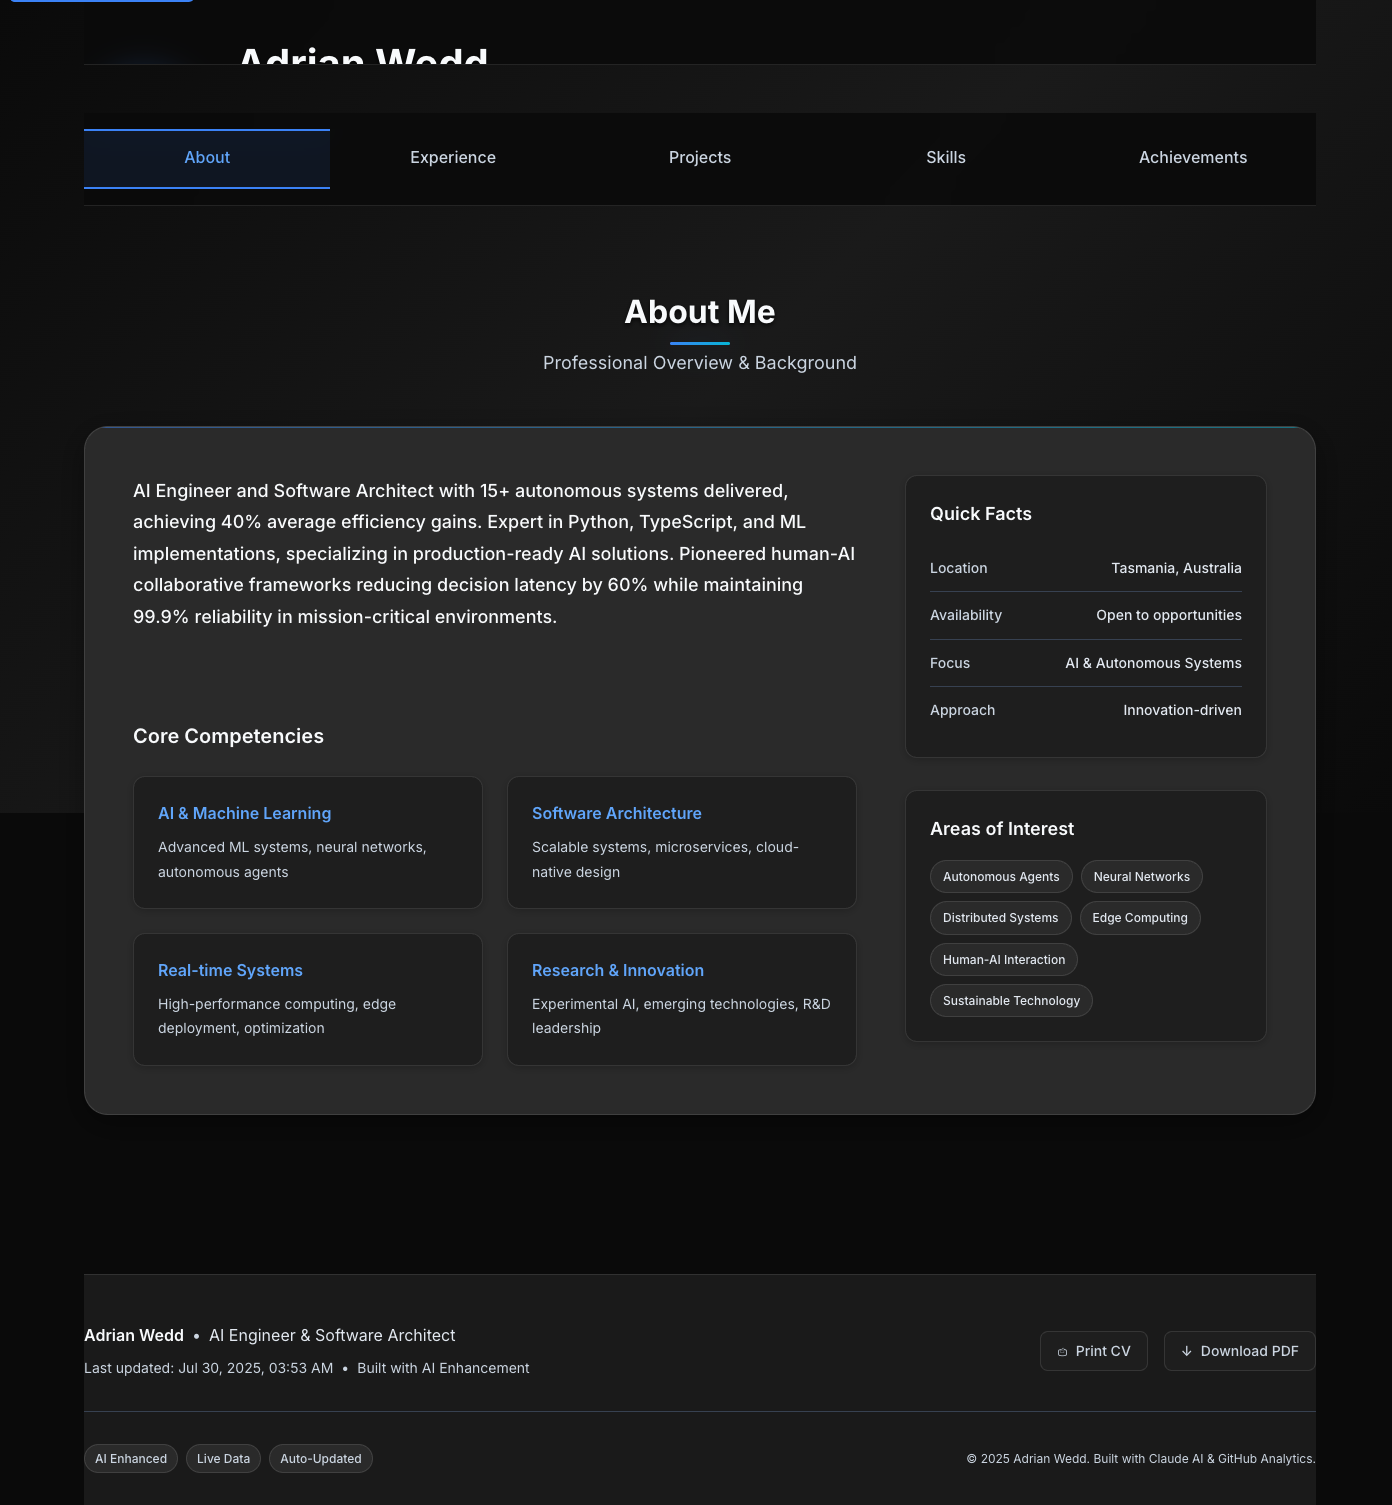 Adrian Wedd
About
Experience
Projects
Skills
Achievements
About Me
Professional Overview & Background
AI Engineer and Software Architect with 15+ autonomous systems delivered,
achieving 40% average efficiency gains. Expert in Python, TypeScript, and ML
implementations, specializing in production-ready AI solutions. Pioneered human-AI
collaborative frameworks reducing decision latency by 60% while maintaining
99.9% reliability in mission-critical environments.
Core Competencies
AI & Machine Learning
Advanced ML systems, neural networks,
autonomous agents
Software Architecture
Scalable systems, microservices, cloud-
native design
Real-time Systems
High-performance computing, edge
deployment, optimization
Research & Innovation
Experimental AI, emerging technologies, R&D
leadership
Quick Facts
Location Tasmania, Australia
Availability Open to opportunities
Focus AI & Autonomous Systems
Approach Innovation-driven
Areas of Interest
Autonomous Agents Neural Networks
Distributed Systems Edge Computing
Human-AI Interaction
Sustainable Technology
Adrian Wedd • AI Engineer & Software Architect
Last updated: Jul 30, 2025, 03:53 AM • Built with AI Enhancement
Print CV
↓ Download PDF
AI Enhanced Live Data Auto-Updated
© 2025 Adrian Wedd. Built with Claude AI & GitHub Analytics.